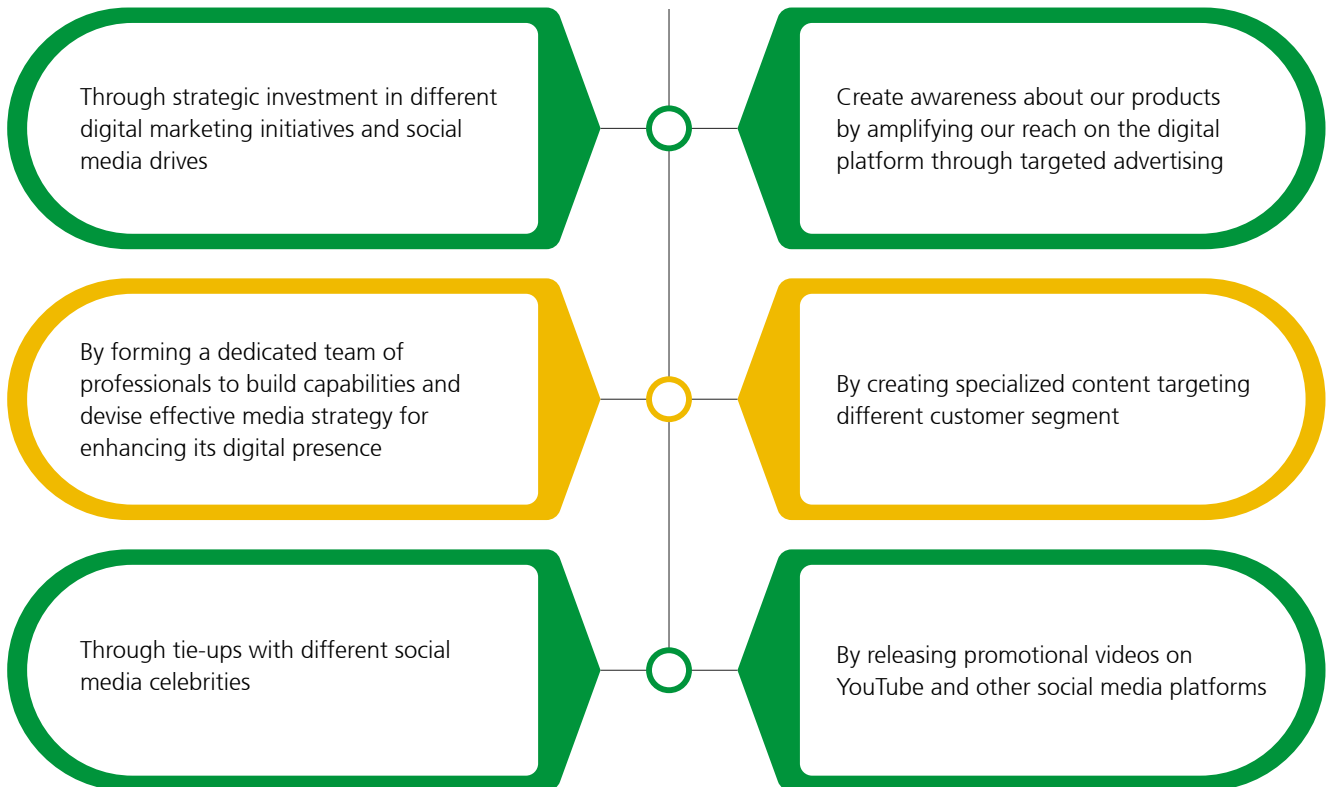 Through strategic investment in different
digital marketing initiatives and social
media drives
Create awareness about our products
by amplifying our reach on the digital
platform through targeted advertising
By forming a dedicated team of
professionals to build capabilities and
devise effective media strategy for
enhancing its digital presence
By creating specialized content targeting
different customer segment
Through tie-ups with different social
media celebrities
By releasing promotional videos on
YouTube and other social media platforms